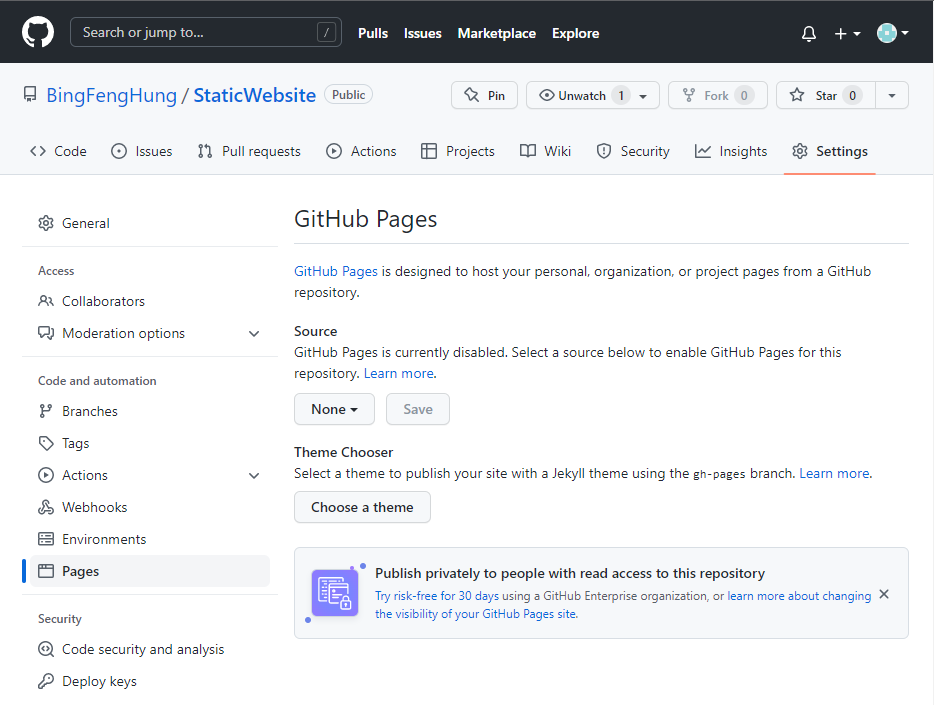 Search or jump to... /
Pulls Issues Marketplace Explore
BingFengHung / StaticWebsite Public
Pin Unwatch 1 Fork 0 Star 0
Code Issues Pull requests Actions Projects Wiki Security Insights Settings
General
Access
Collaborators
Moderation options
Code and automation
Branches
Tags
Actions
Webhooks
Environments
Pages
Security
Code security and analysis
Deploy keys
GitHub Pages
GitHub Pages is designed to host your personal, organization, or project pages from a GitHub
repository.
Source
GitHub Pages is currently disabled. Select a source below to enable GitHub Pages for this
repository. Learn more.
None Save
Theme Chooser
Select a theme to publish your site with a Jekyll theme using the gh-pages branch. Learn more.
Choose a theme
Publish privately to people with read access to this repository
Try risk-free for 30 days using a GitHub Enterprise organization, or learn more about changing
the visibility of your GitHub Pages site.